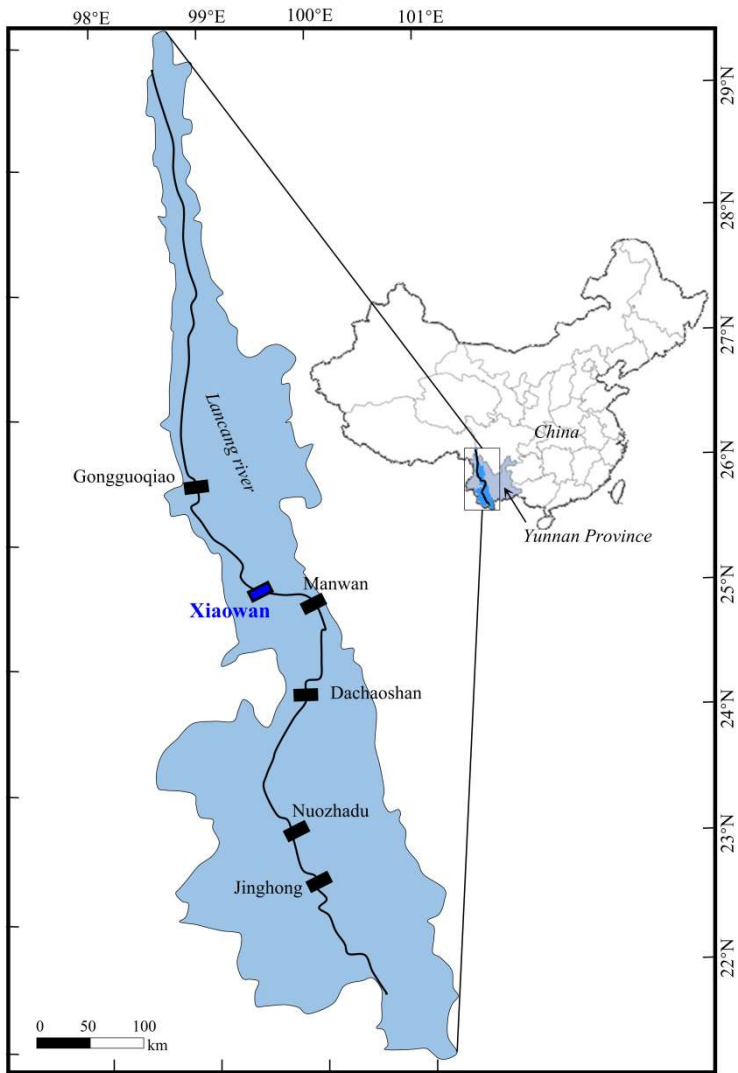 98°E
99°E
100°E
101°E
29°N
28°N
27°N
26°N
25°N
24°N
23°N
22°N
Lancang river
China
Yunnan Province
Gongguoqiao
Manwan
Xiaowan
Dachaoshan
Nuozhadu
Jinghong
0 50 100
km